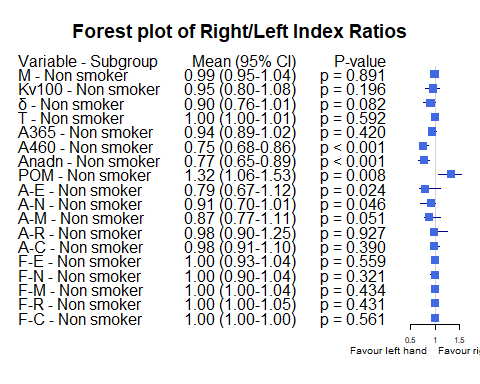 Forest plot of Right/Left Index Ratios
Variable - Subgroup Mean (95% CI) P-value
M - Non smoker 0.99 (0.95-1.04) p = 0.891
Kv100 - Non smoker 0.95 (0.80-1.08) p = 0.196
δ - Non smoker 0.90 (0.76-1.01) p = 0.082
T - Non smoker 1.00 (1.00-1.01) p = 0.592
A365 - Non smoker 0.94 (0.89-1.02) p = 0.420
A460 - Non smoker 0.75 (0.68-0.86) p < 0.001
Anadn - Non smoker 0.77 (0.65-0.89) p < 0.001
POM - Non smoker 1.32 (1.06-1.53) p = 0.008
A-E - Non smoker 0.79 (0.67-1.12) p = 0.024
A-N - Non smoker 0.91 (0.70-1.01) p = 0.046
A-M - Non smoker 0.87 (0.77-1.11) p = 0.051
A-R - Non smoker 0.98 (0.90-1.25) p = 0.927
A-C - Non smoker 0.98 (0.91-1.10) p = 0.390
F-E - Non smoker 1.00 (0.93-1.04) p = 0.559
F-N - Non smoker 1.00 (0.90-1.04) p = 0.321
F-M - Non smoker 1.00 (1.00-1.04) p = 0.434
F-R - Non smoker 1.00 (1.00-1.05) p = 0.431
F-C - Non smoker 1.00 (1.00-1.00) p = 0.561
0.5 1 1.5
Favour left hand Favour ri